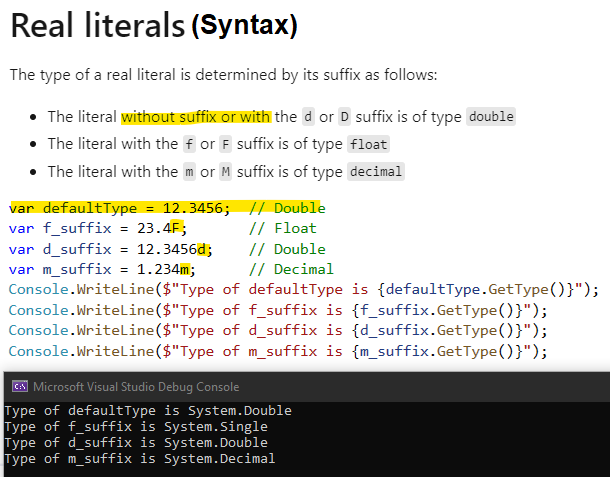 Real literals (Syntax)
The type of a real literal is determined by its suffix as follows:
• The literal without suffix or with the d or D suffix is of type double
• The literal with the f or F suffix is of type float
• The literal with the m or M suffix is of type decimal
var defaultType = 12.3456;  // Double
var f_suffix = 23.4F;       // Float
var d_suffix = 12.3456d;    // Double
var m_suffix = 1.234m;      // Decimal
Console.WriteLine($"Type of defaultType is {defaultType.GetType()}");
Console.WriteLine($"Type of f_suffix is {f_suffix.GetType()}");
Console.WriteLine($"Type of d_suffix is {d_suffix.GetType()}");
Console.WriteLine($"Type of m_suffix is {m_suffix.GetType()}");
Microsoft Visual Studio Debug Console
Type of defaultType is System.Double
Type of f_suffix is System.Single
Type of d_suffix is System.Double
Type of m_suffix is System.Decimal